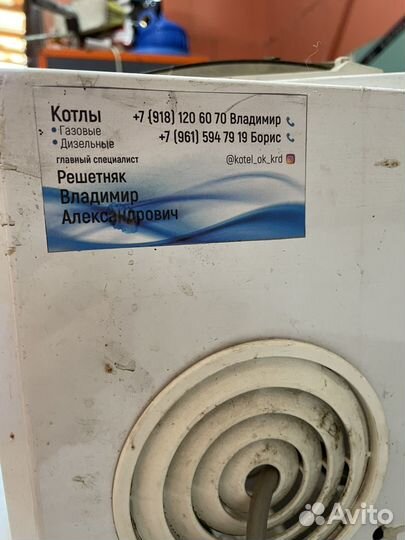 Котлы +7 {918) 120 60 70 Владимир
• Газовые +7 (961) 594 79 19 Борис
• Дизельные
главный специалист @kotel_ok_krd
Решетняк
Владимир
Александрович
Avito